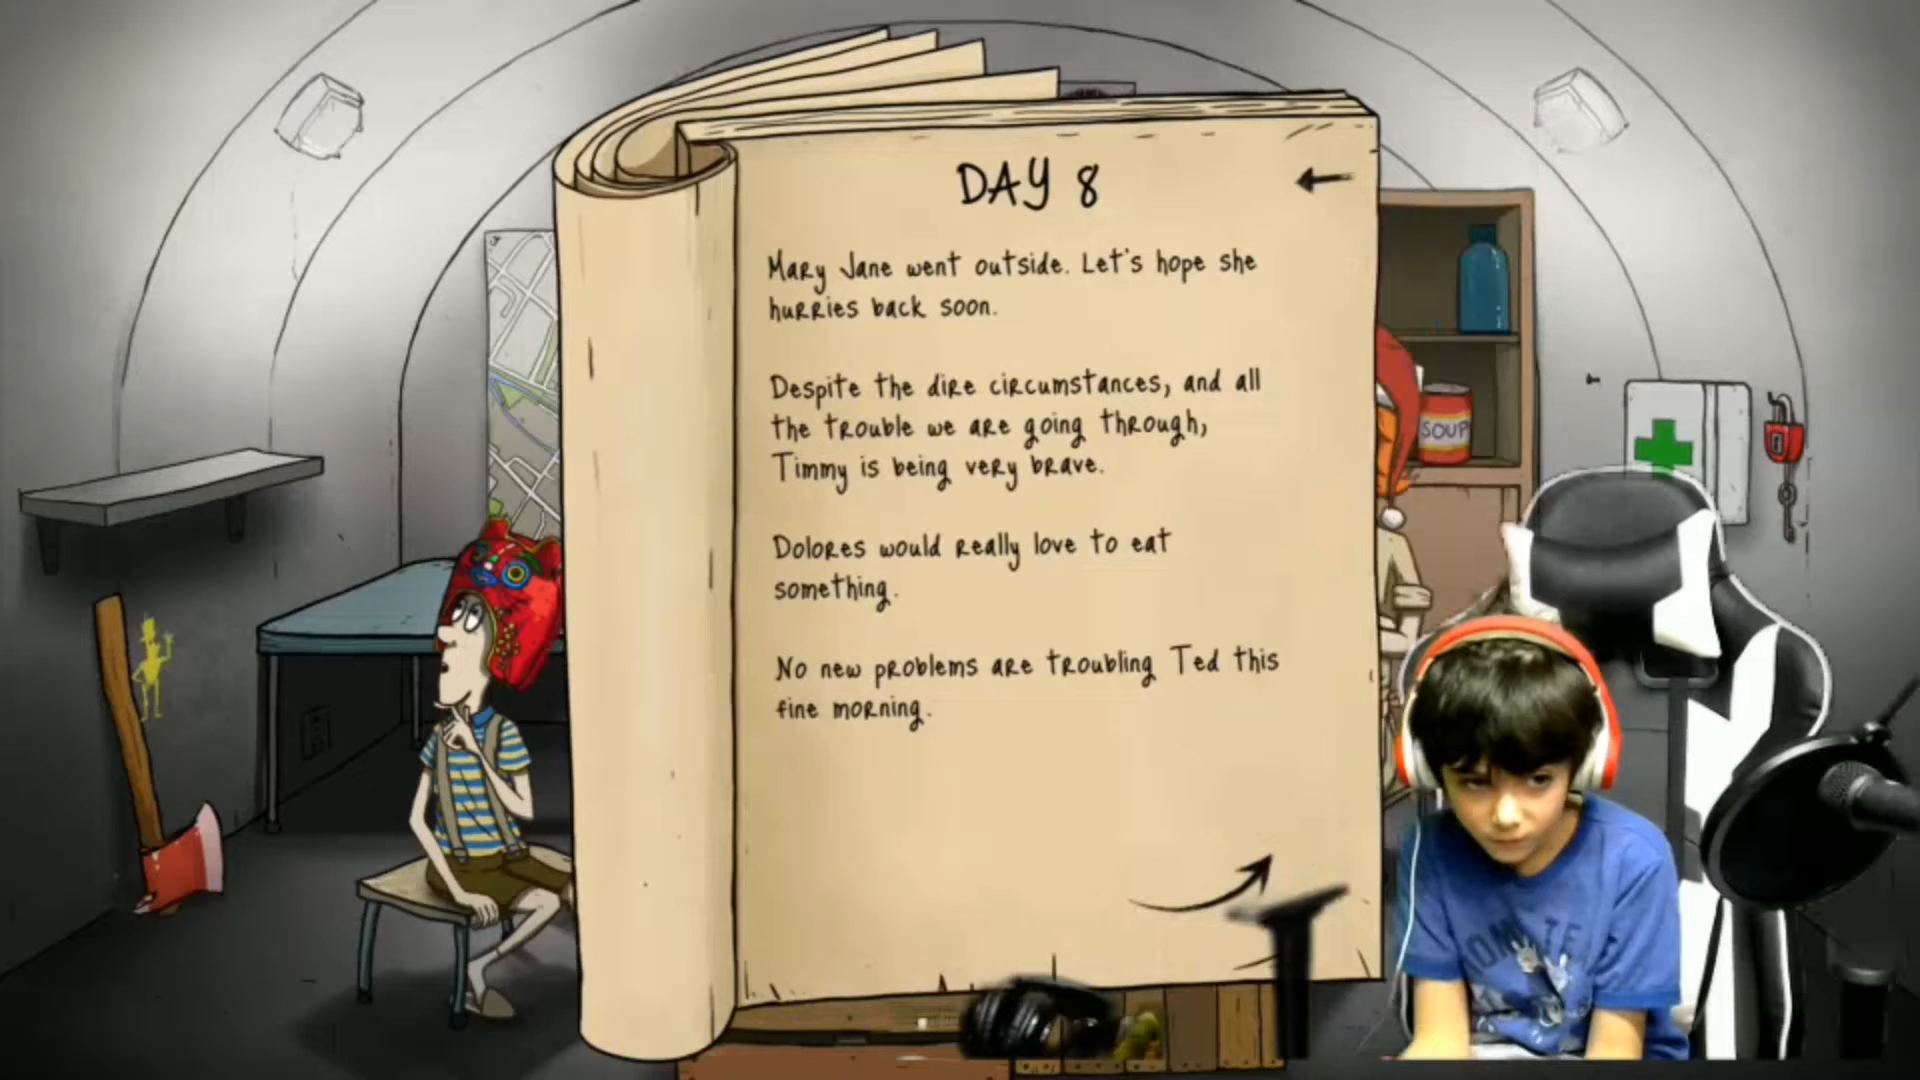 DAY 8
Mary Jane went outside. Let's hope she
hurries back soon.
Despite the dire circumstances, and all
the trouble we are going through,
Timmy is being very brave.
Dolores would really love to eat
something.
No new problems are troubling Ted this
fine morning.
SOUP